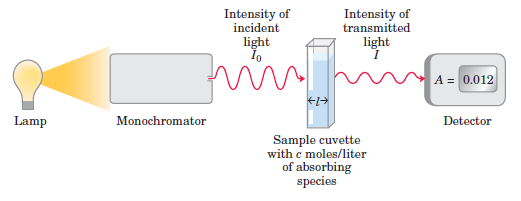 Intensity of
incident
light
I₀
Intensity of
transmitted
light
I
A = 0.012
←l→
Lamp
Monochromator
Detector
Sample cuvette
with c moles/liter
of absorbing
species